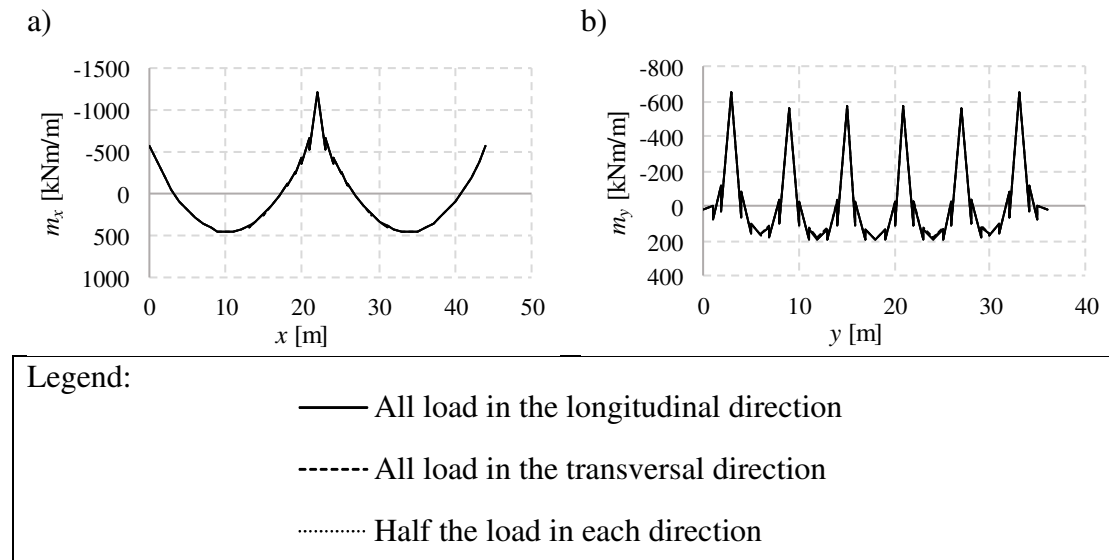 a)
-1500
-1000
-500
0
500
1000
mx [kNm/m]
0 10 20 30 40 50
x [m]
b)
-800
-600
-400
-200
0
200
400
my [kNm/m]
0 10 20 30 40
y [m]
Legend:
All load in the longitudinal direction
All load in the transversal direction
Half the load in each direction